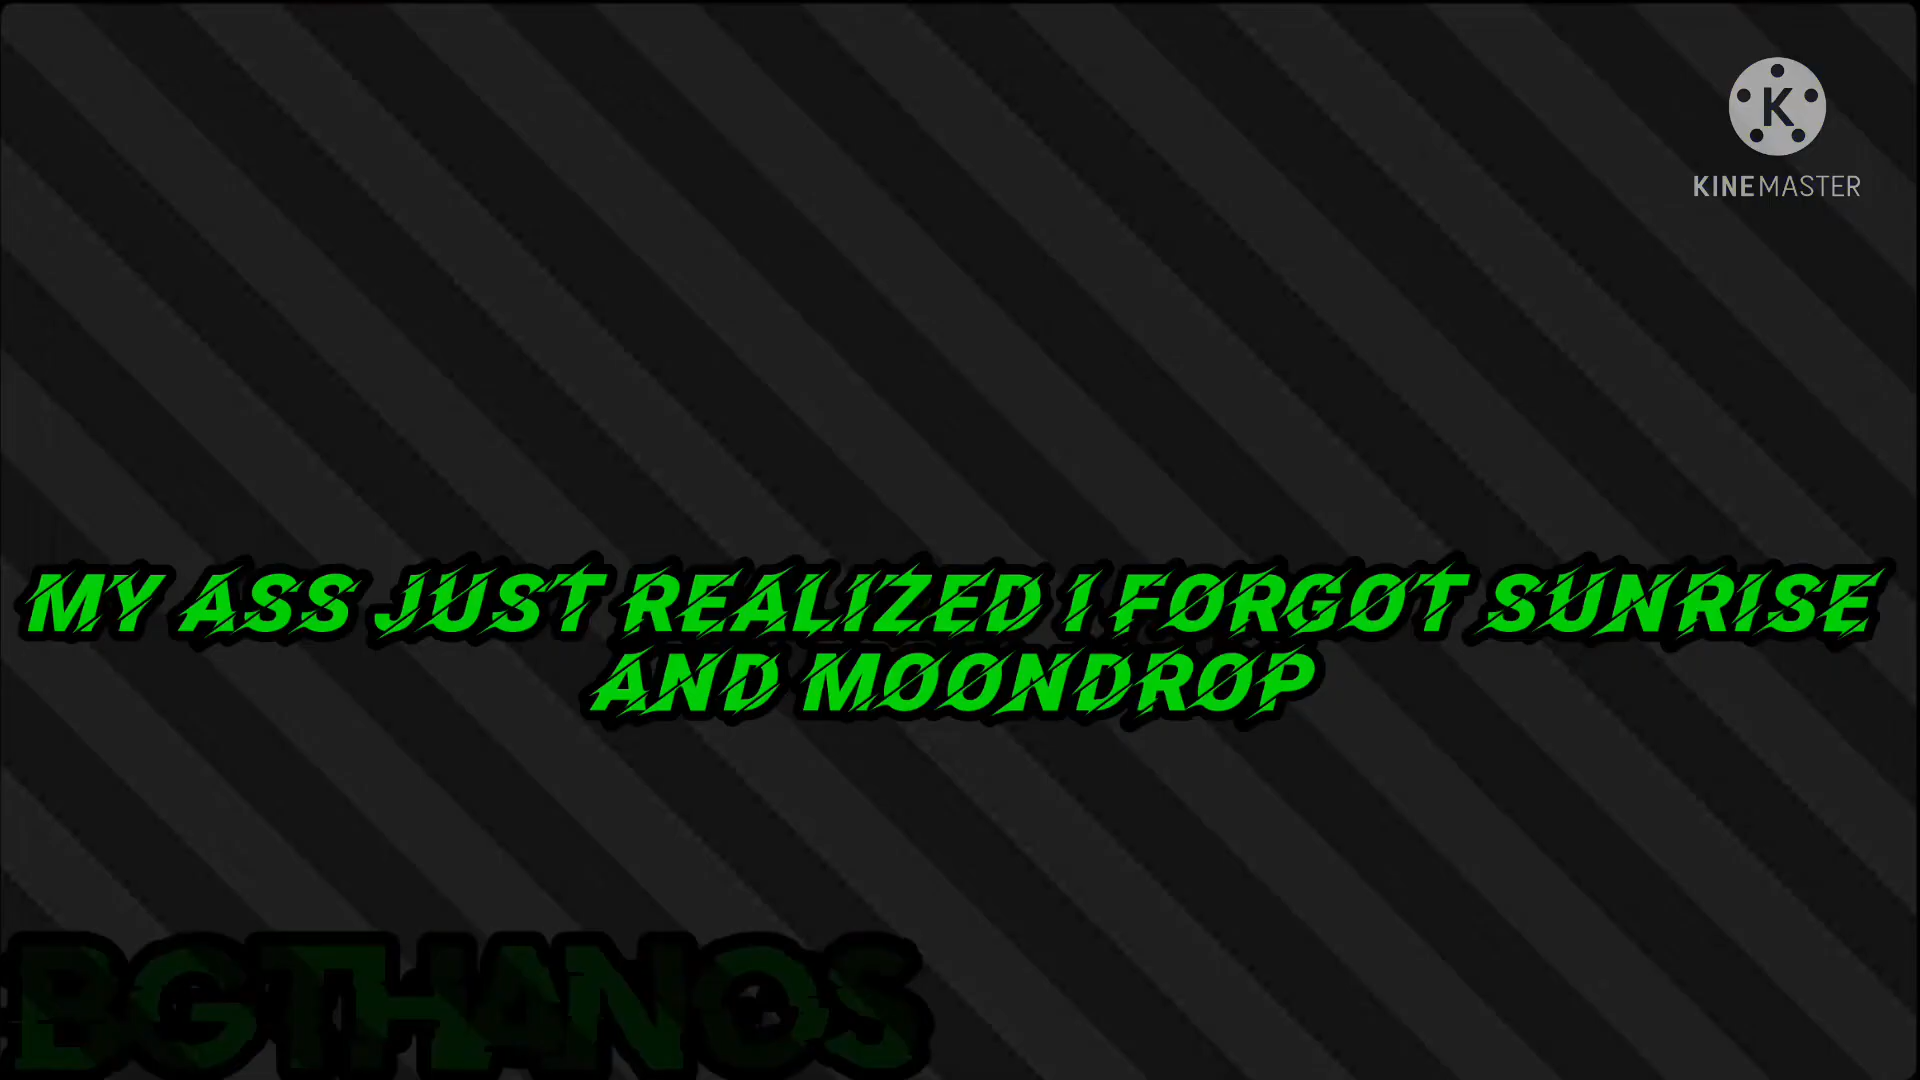 K
KINEMASTER
MY ASS JUST REALIZED I FORGOT SUNRISE
AND MOONDROP
BGTHANOS